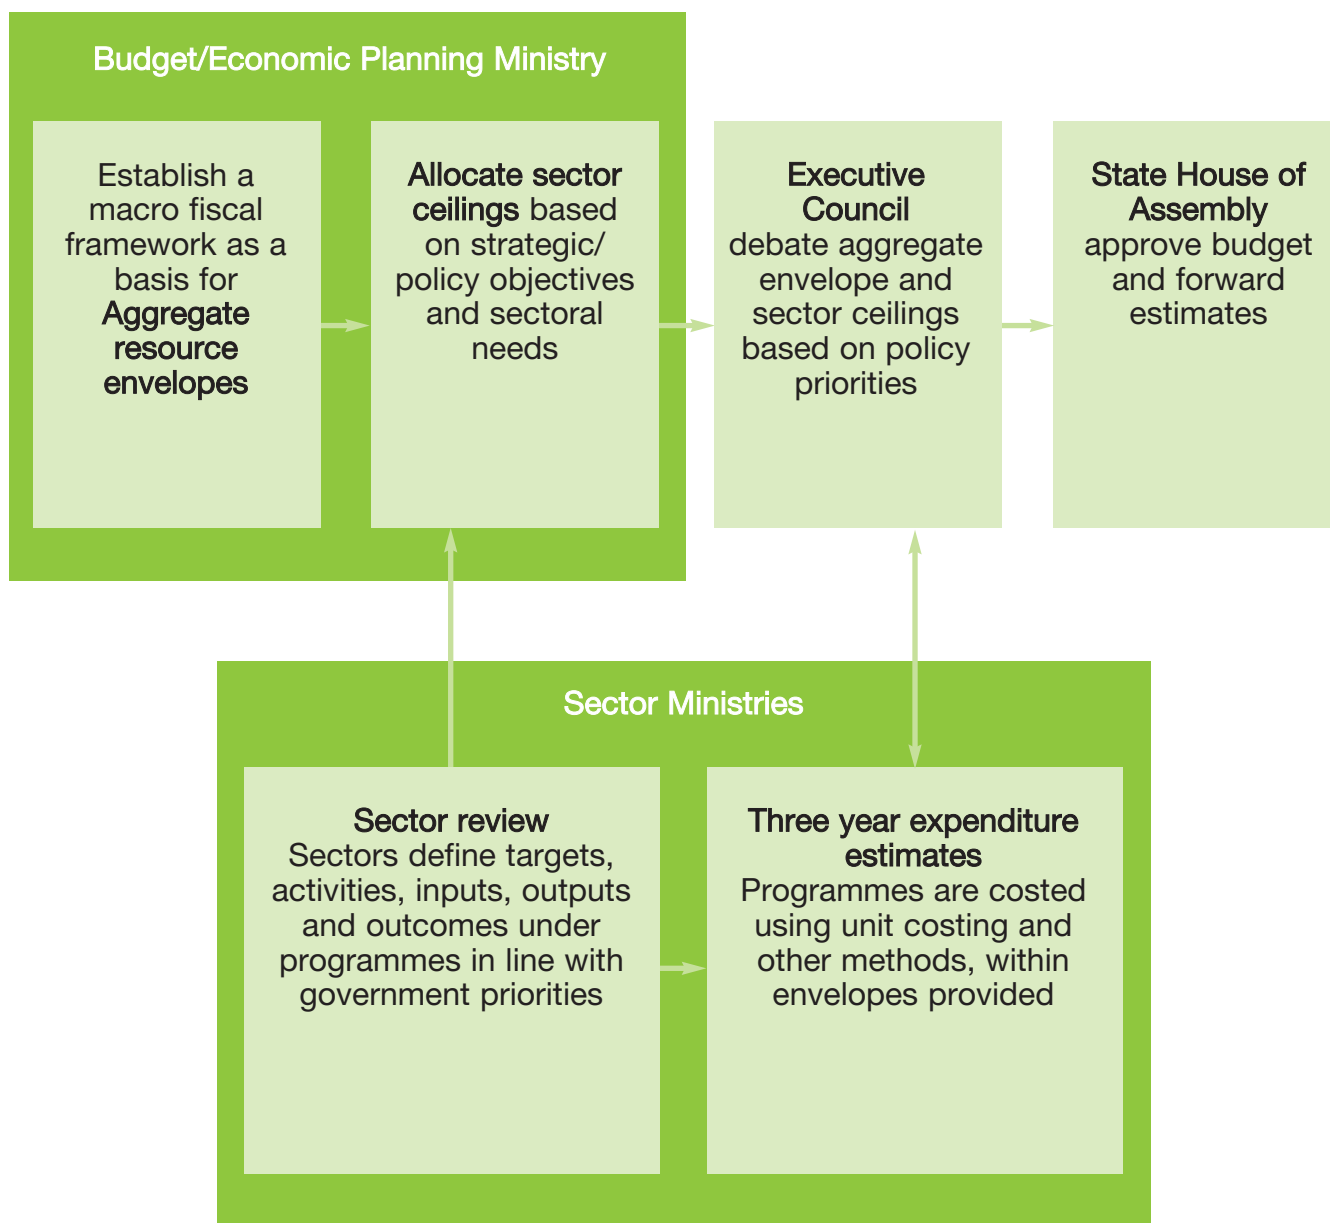 Budget/Economic Planning Ministry
Establish a
macro fiscal
framework as a
basis for
Aggregate
resource
envelopes
Allocate sector
ceilings based
on strategic/
policy objectives
and sectoral
needs
Executive
Council
debate aggregate
envelope and
sector ceilings
based on policy
priorities
State House of
Assembly
approve budget
and forward
estimates
Sector Ministries
Sector review
Sectors define targets,
activities, inputs, outputs
and outcomes under
programmes in line with
government priorities
Three year expenditure
estimates
Programmes are costed
using unit costing and
other methods, within
envelopes provided